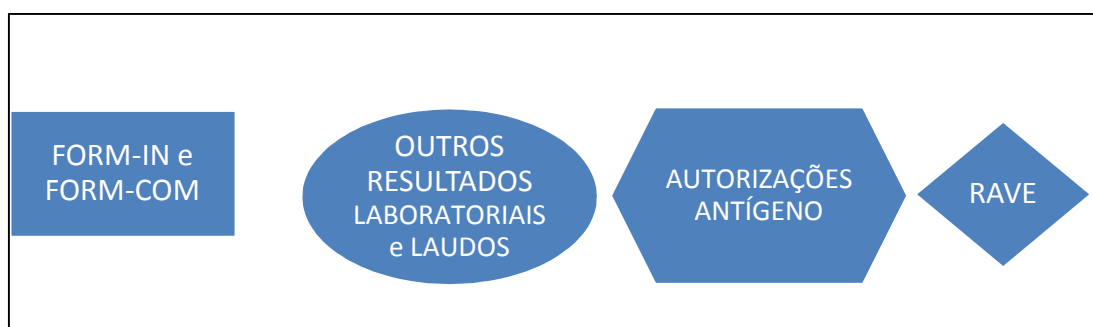 FORM-IN e
FORM-COM
OUTROS
RESULTADOS
LABORATORIAIS
e LAUDOS
AUTORIZAÇÕES
ANTÍGENO
RAVE